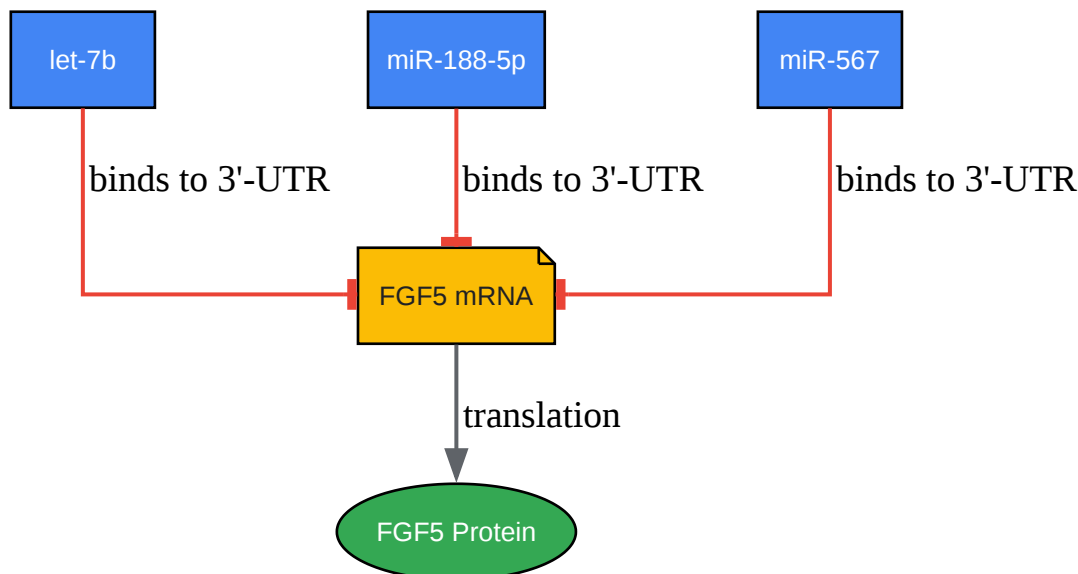 let-7b
miR-188-5p
miR-567
binds to 3'-UTR
binds to 3'-UTR
binds to 3'-UTR
FGF5 mRNA
translation
FGF5 Protein